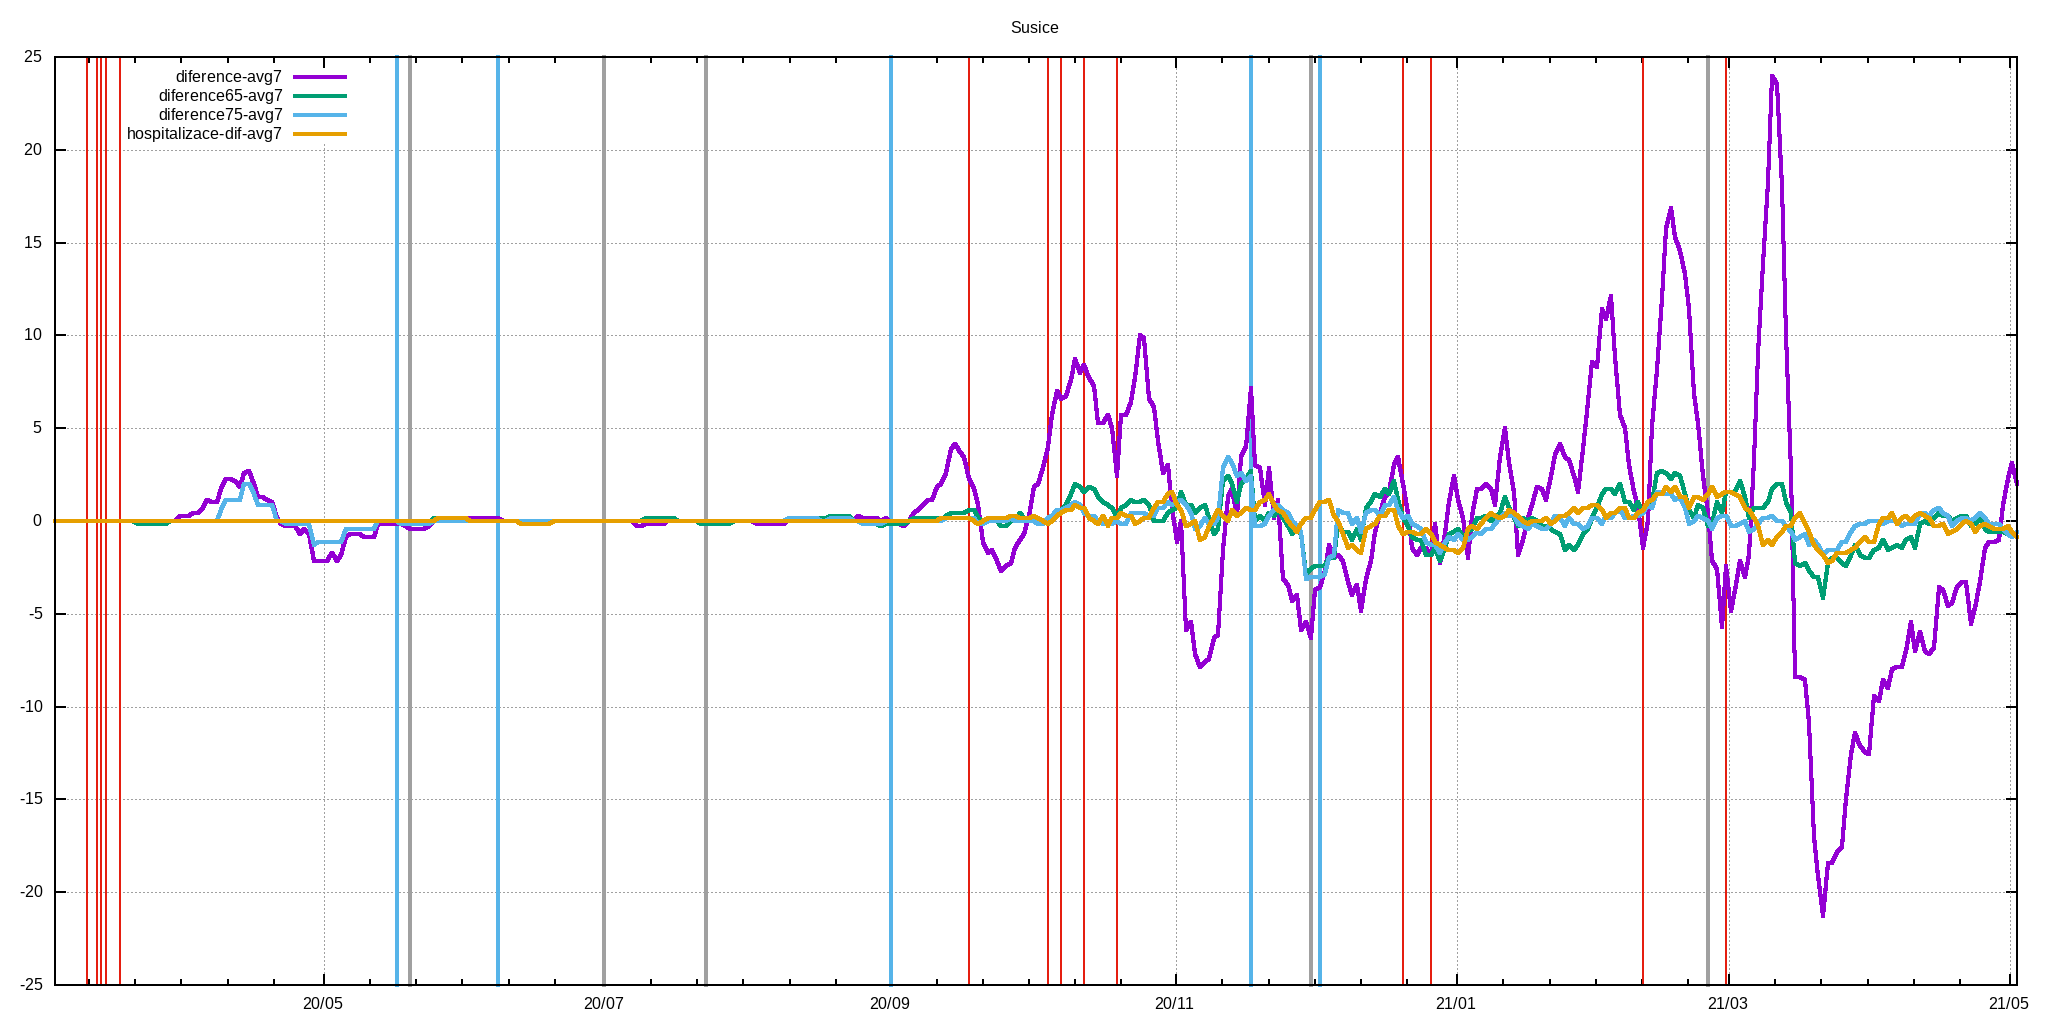 Susice
25
diference-avg7
diference65-avg7
diference75-avg7
hospitalizace-dif-avg7
20
15
10
5
0
-5
-10
-15
-20
-25
20/05 20/07 20/09 20/11 21/01 21/03 21/05